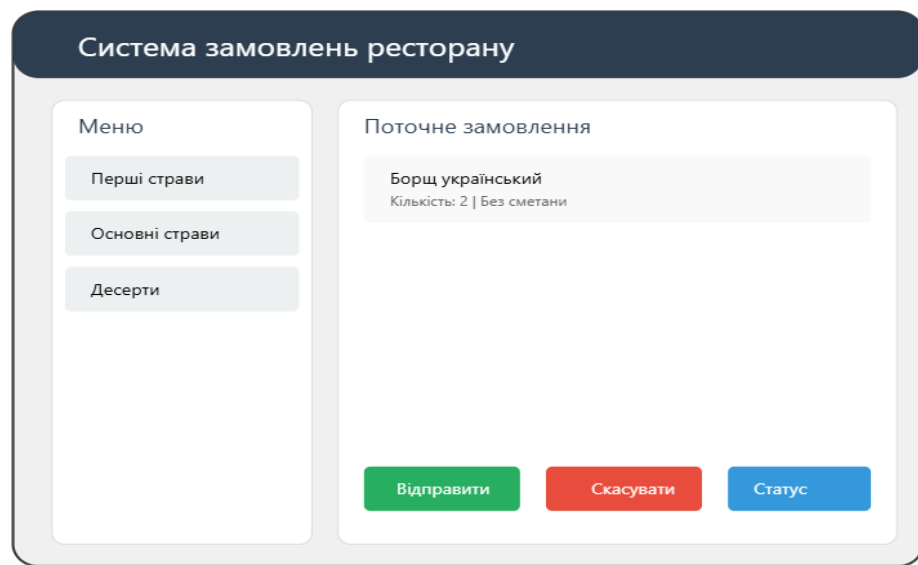 Система замовлень ресторану
Меню
Перші страви
Основні страви
Десерти
Поточне замовлення
Борщ український
Кількість: 2 | Без сметани
Відправити
Скасувати
Статус